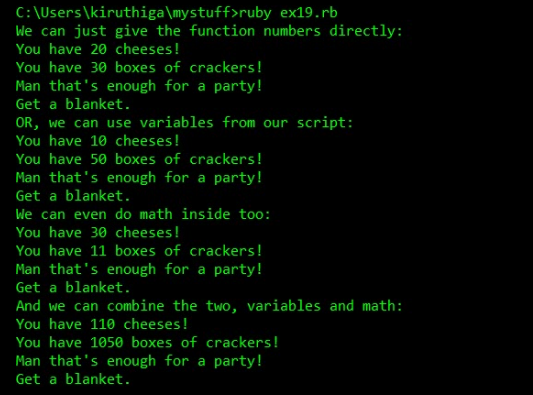 C:\Users\kiruthiga\mystuff>ruby ex19.rb
We can just give the function numbers directly:
You have 20 cheeses!
You have 30 boxes of crackers!
Man that's enough for a party!
Get a blanket.
OR, we can use variables from our script:
You have 10 cheeses!
You have 50 boxes of crackers!
Man that's enough for a party!
Get a blanket.
We can even do math inside too:
You have 30 cheeses!
You have 11 boxes of crackers!
Man that's enough for a party!
Get a blanket.
And we can combine the two, variables and math:
You have 110 cheeses!
You have 1050 boxes of crackers!
Man that's enough for a party!
Get a blanket.